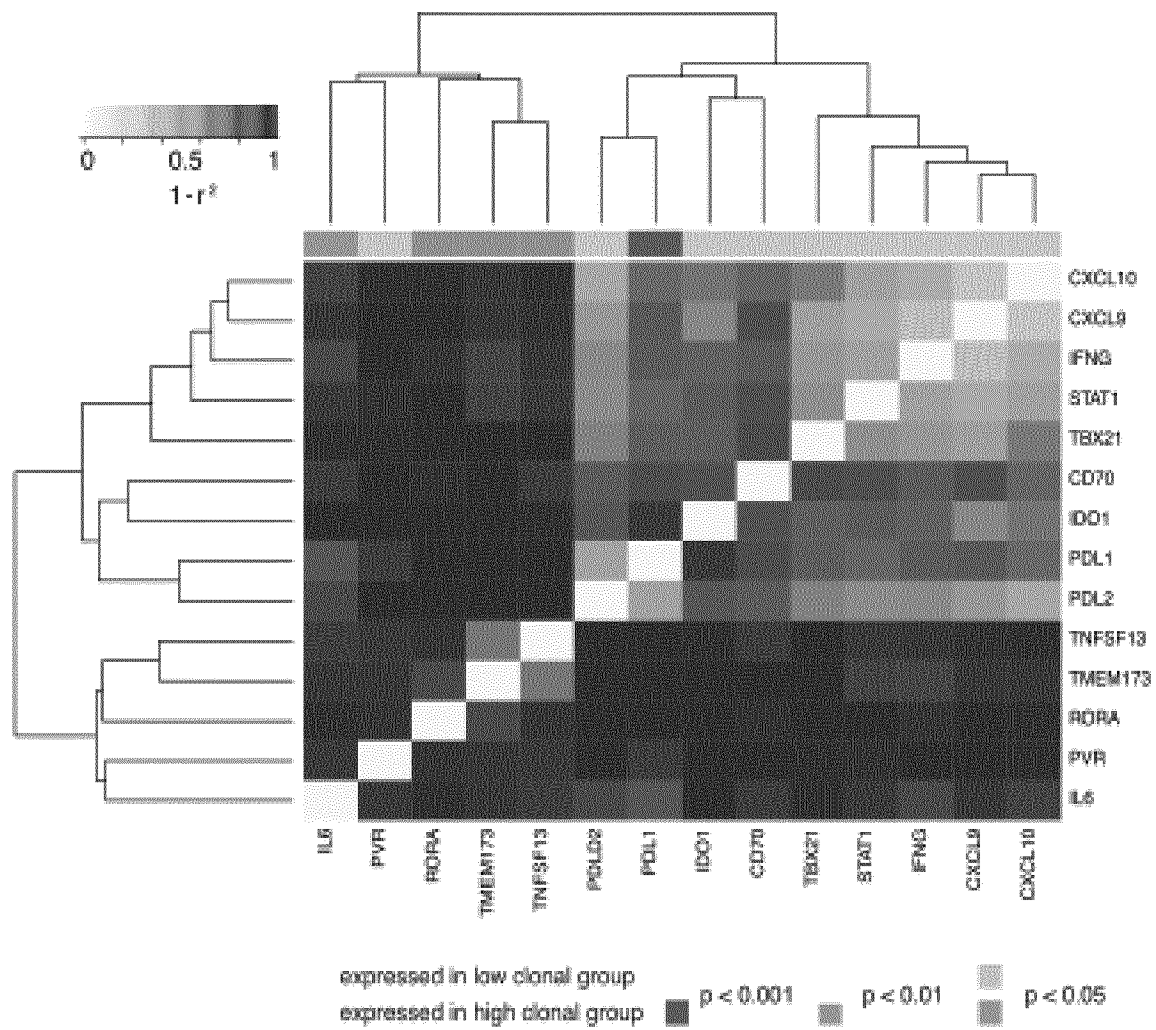 0 0.5 1
1-r²
CXCL10
CXCL9
IFNG
STAT1
TBX21
CD70
IDO1
PDL1
PDL2
TNFSF13
TMEM173
RORA
PVR
IL6
IL6 PVR RORA TMEM173 TNFSF13 PDLD2 PDL1 IDO1 CD70 TBX21 STAT1 IFNG CXCL9 CXCL10
expressed in low clonal group
expressed in high clonal group p < 0.001 p < 0.01 p < 0.05